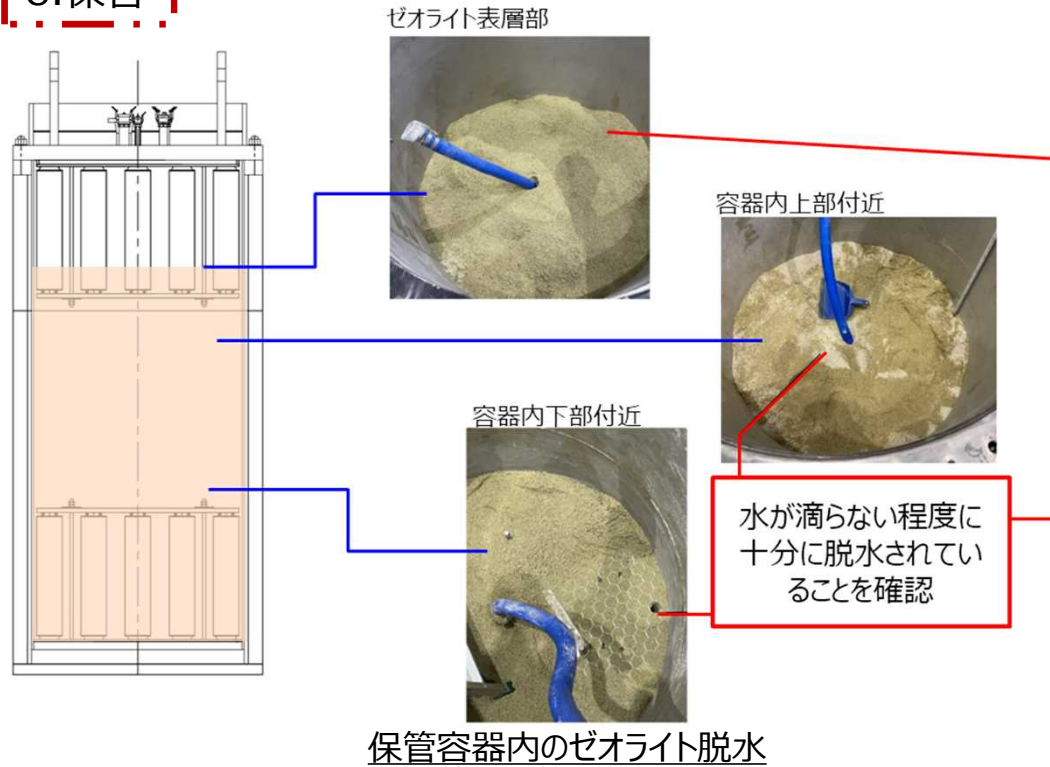 ゼオライト表層部
容器内上部付近
容器内下部付近
水が滴らない程度に
十分に脱水されてい
ることを確認
保管容器内のゼオライト脱水